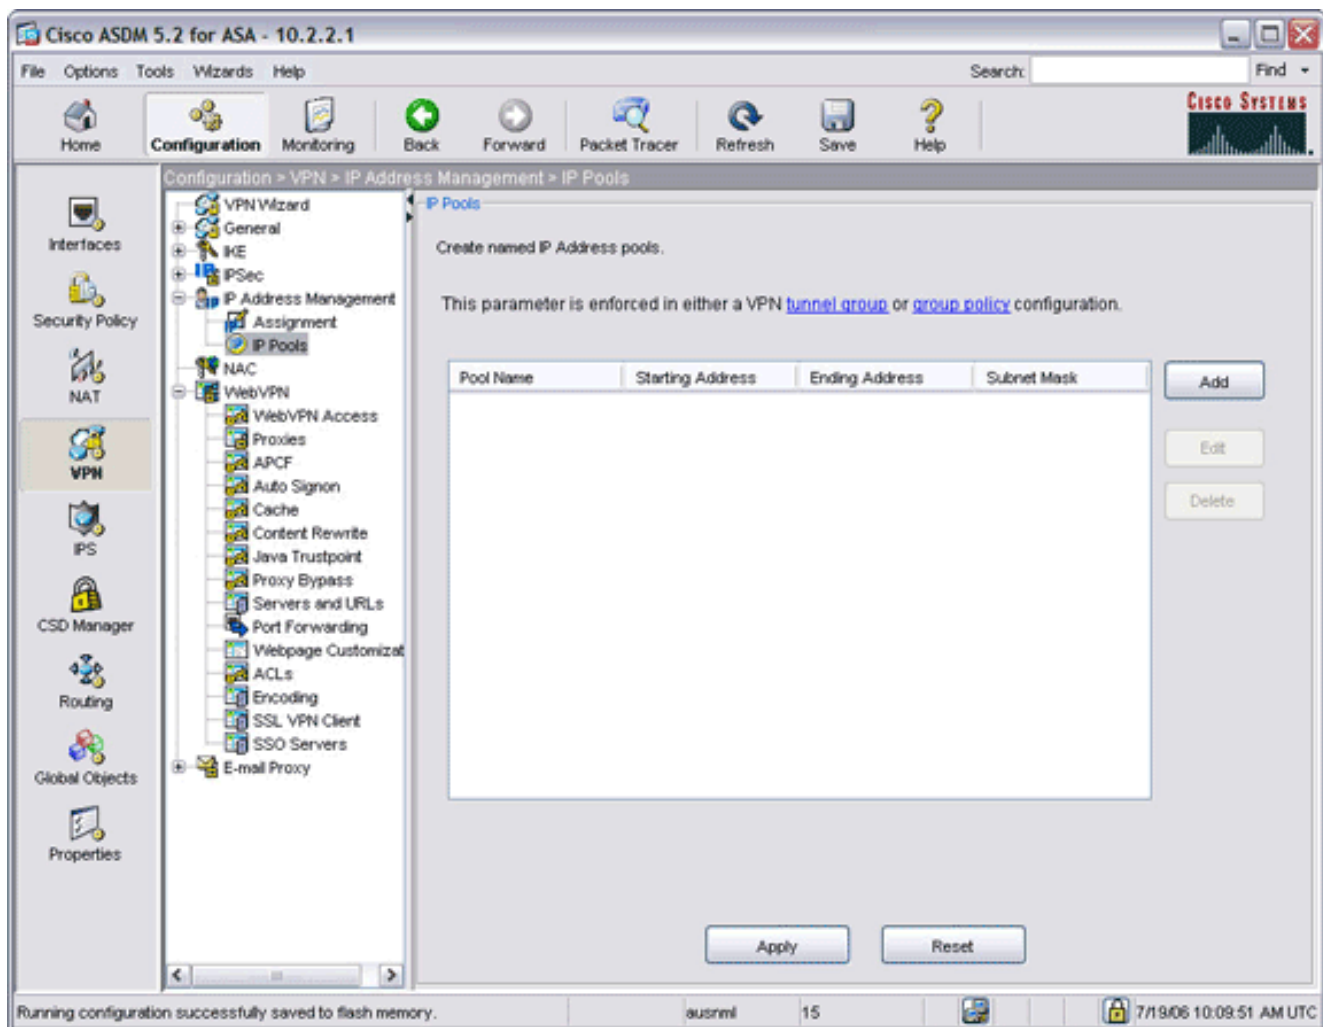 Cisco ASDM 5.2 for ASA - 10.2.2.1
File Options Tools Wizards Help Search: Find
Home Configuration Monitoring Back Forward Packet Tracer Refresh Save Help
CISCO SYSTEMS
Configuration > VPN > IP Address Management > IP Pools
Interfaces
Security Policy
NAT
VPN
IPS
CSD Manager
Routing
Global Objects
Properties
VPN Wizard
General
IKE
IPSec
IP Address Management
Assignment
IP Pools
NAC
WebVPN
WebVPN Access
Proxies
APCF
Auto Signon
Cache
Content Rewrite
Java Trustpoint
Proxy Bypass
Servers and URLs
Port Forwarding
Webpage Customizat
ACLs
Encoding
SSL VPN Client
SSO Servers
E-mail Proxy
IP Pools
Create named IP Address pools.
This parameter is enforced in either a VPN tunnel group or group policy configuration.
Pool Name Starting Address Ending Address Subnet Mask
Add
Edit
Delete
Apply Reset
Running configuration successfully saved to flash memory. ausnml 15 7/19/06 10:09:51 AM UTC